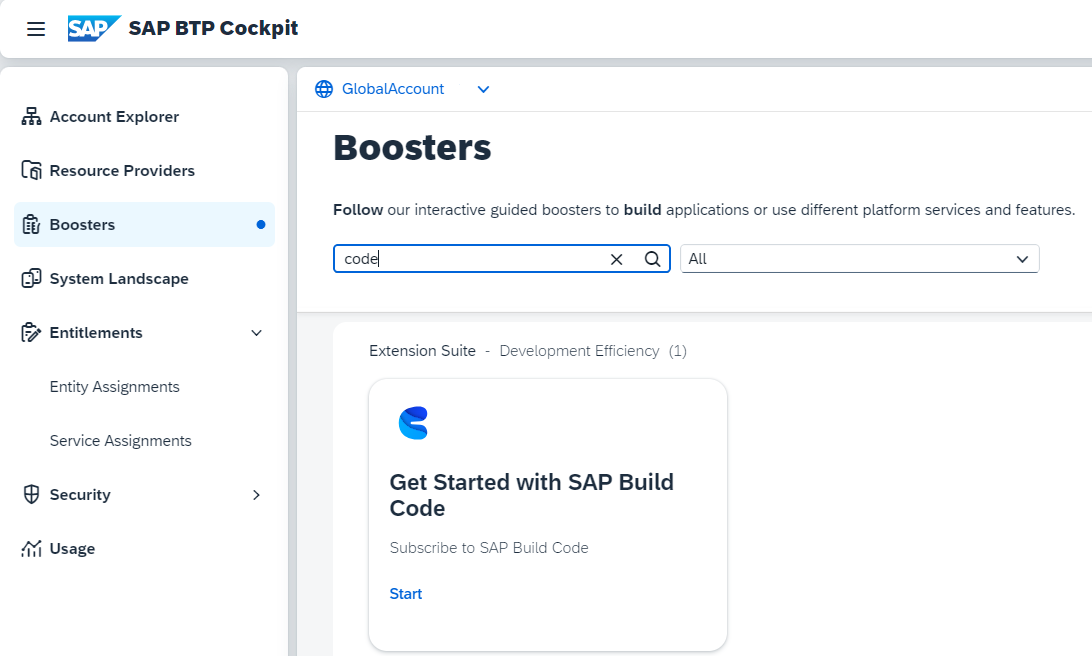 SAP SAP BTP Cockpit
Account Explorer
Resource Providers
Boosters
System Landscape
Entitlements
Entity Assignments
Service Assignments
Security
Usage
GlobalAccount
Boosters
Follow our interactive guided boosters to build applications or use different platform services and features.
code
All
Extension Suite - Development Efficiency (1)
Get Started with SAP Build
Code
Subscribe to SAP Build Code
Start